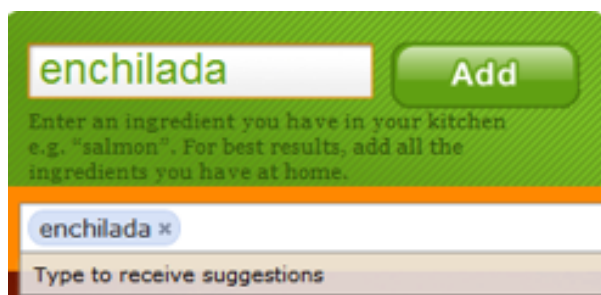 enchilada
Add
Enter an ingredient you have in your kitchen
e.g. “salmon”. For best results, add all the
ingredients you have at home.
enchilada ×
Type to receive suggestions